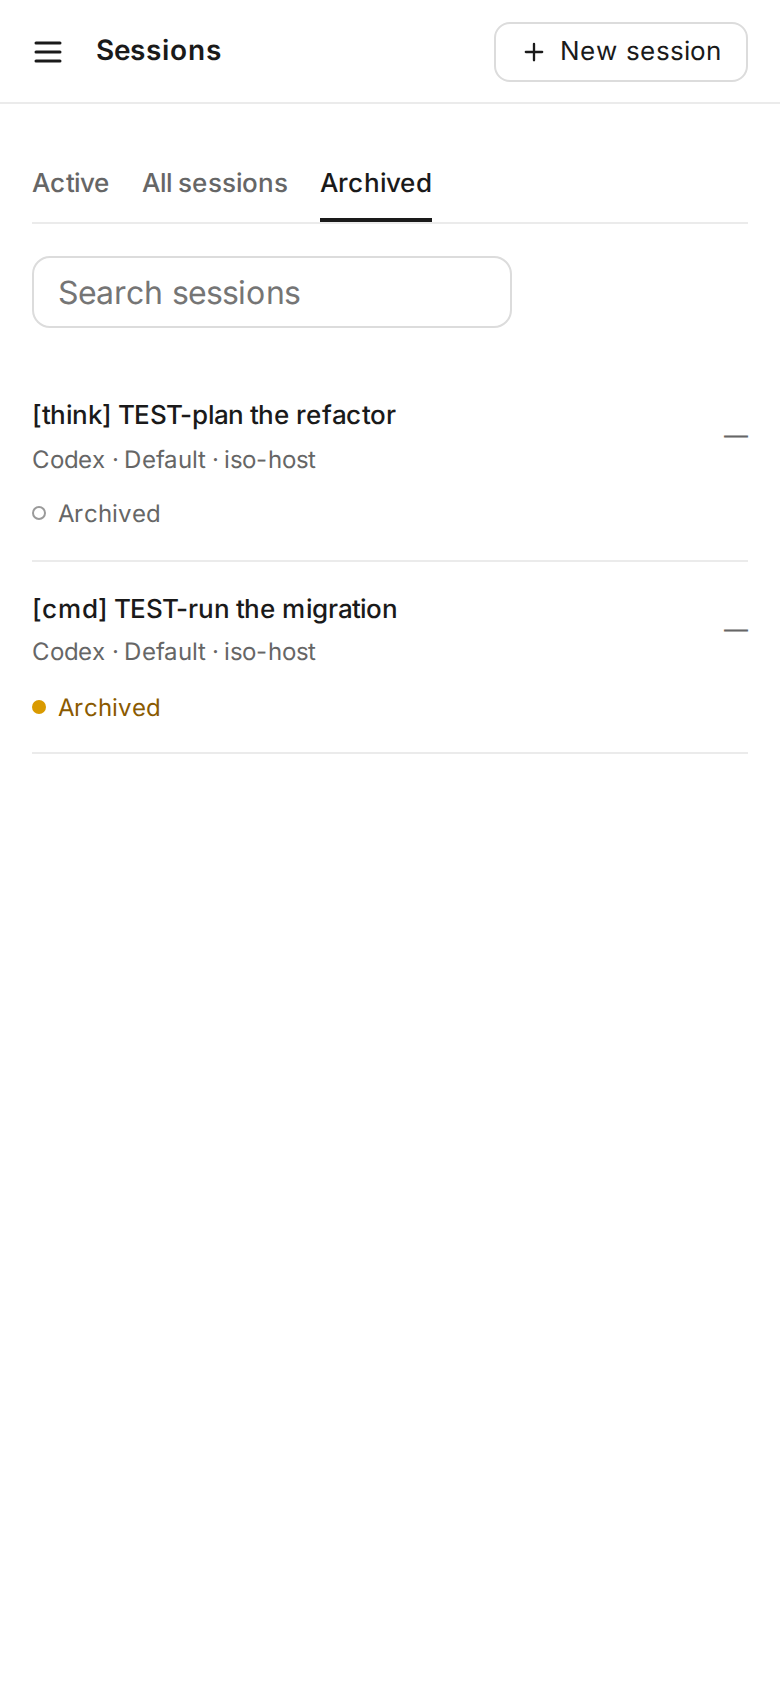 Sessions
+ New session
Active All sessions Archived
Search sessions
[think] TEST-plan the refactor
—
Codex · Default · iso-host
Archived
[cmd] TEST-run the migration
—
Codex · Default · iso-host
Archived